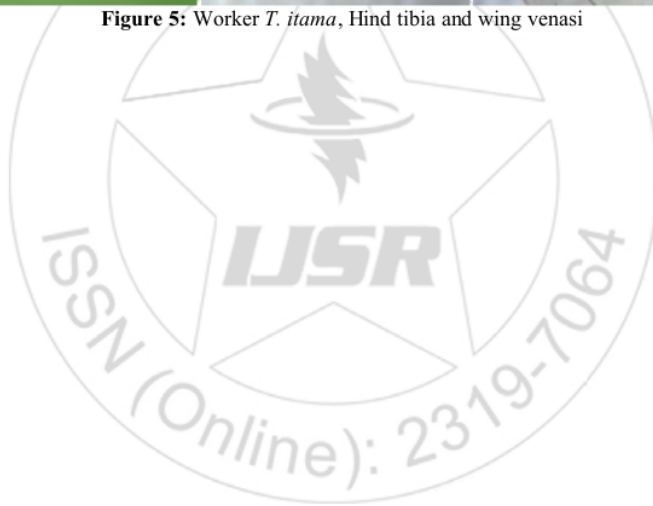 Figure 5: Worker T. itama, Hind tibia and wing venasi
IJSR
ISSN (Online): 2319-7064